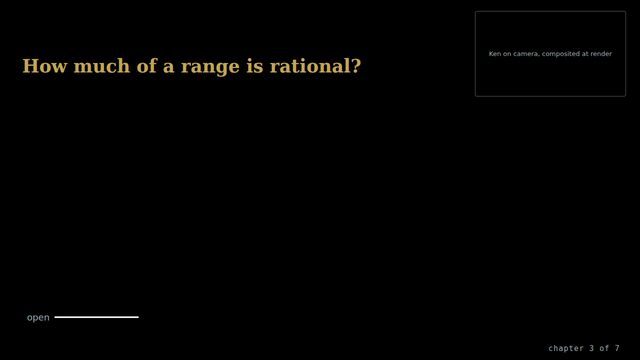 Ken on camera, composited at render
How much of a range is rational?
open
chapter 3 of 7